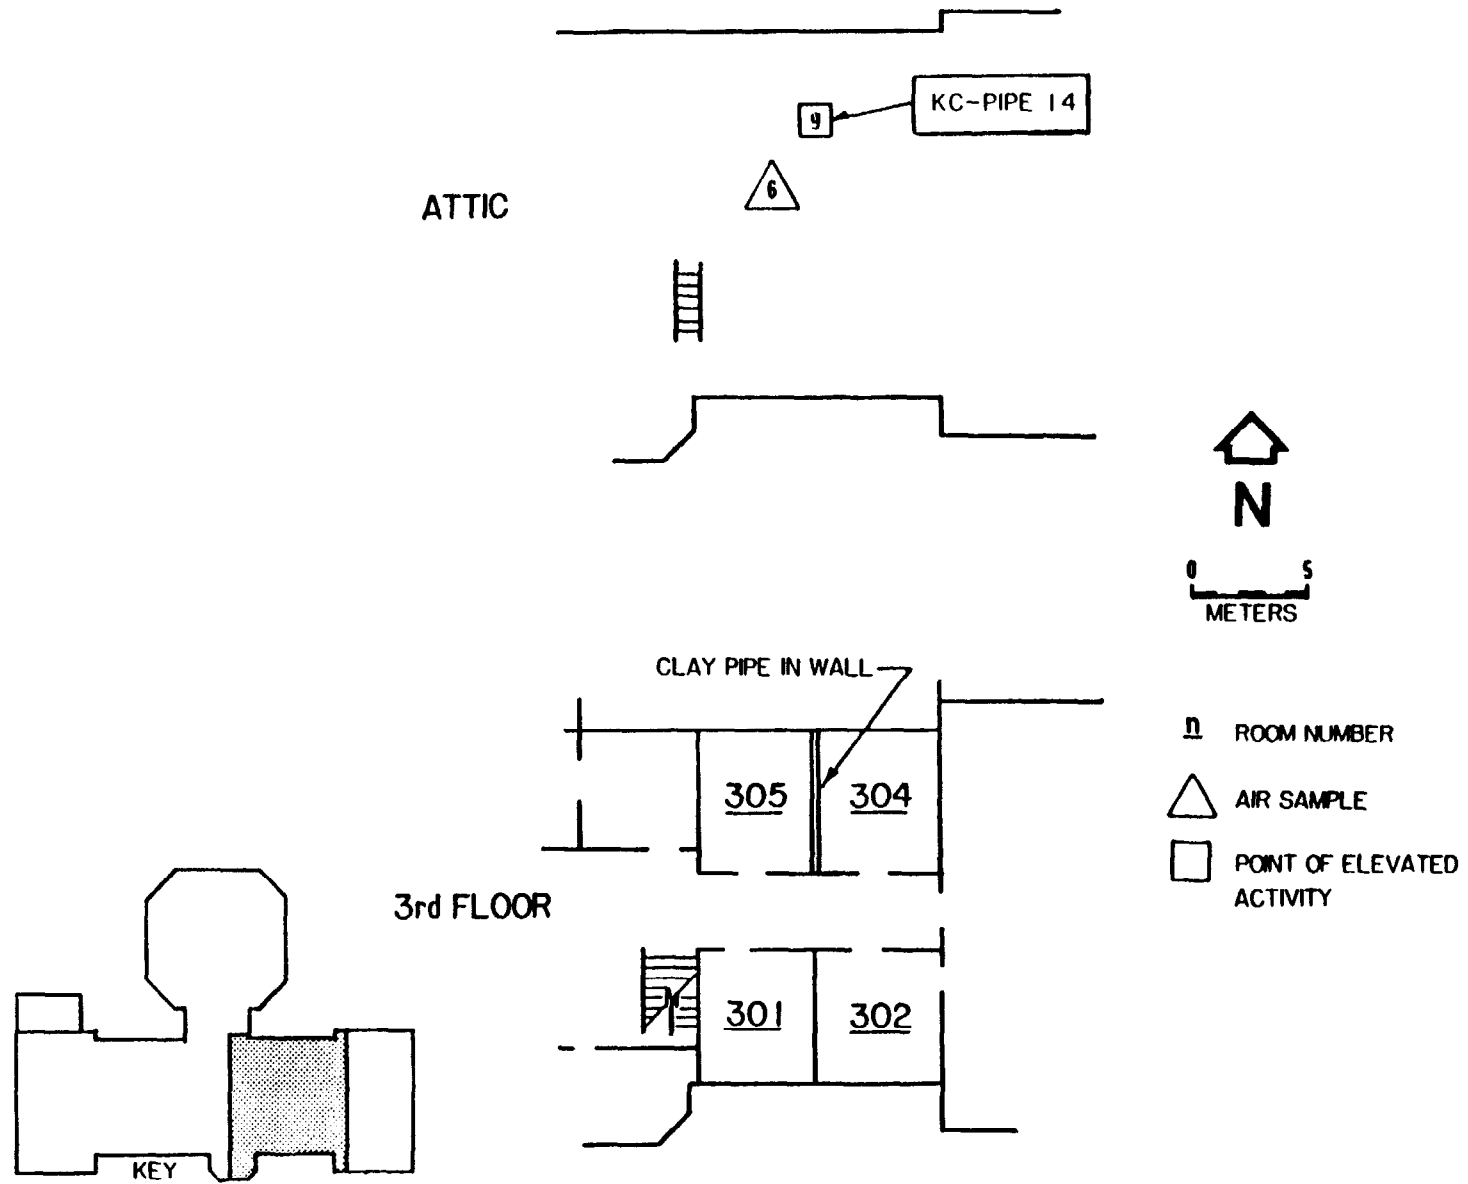 KC-PIPE 14
9
6
ATTIC
N
0 5
METERS
CLAY PIPE IN WALL
n ROOM NUMBER
305 304
AIR SAMPLE
POINT OF ELEVATED
ACTIVITY
3rd FLOOR
301 302
KEY